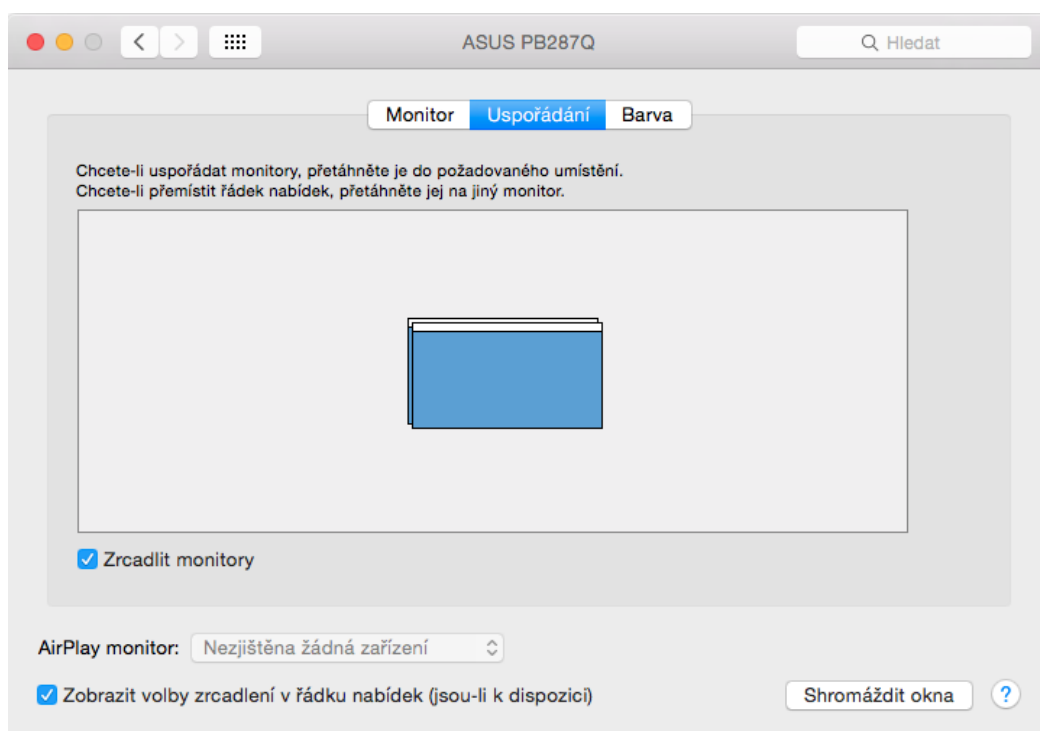 ASUS PB287Q
Hledat
Monitor Uspořádání Barva
Chcete-li uspořádat monitory, přetáhněte je do požadovaného umístění.
Chcete-li přemístit řádek nabídek, přetáhněte jej na jiný monitor.
Zrcadlit monitory
AirPlay monitor: Nezjištěna žádná zařízení
Zobrazit volby zrcadlení v řádku nabídek (jsou-li k dispozici)
Shromáždit okna ?